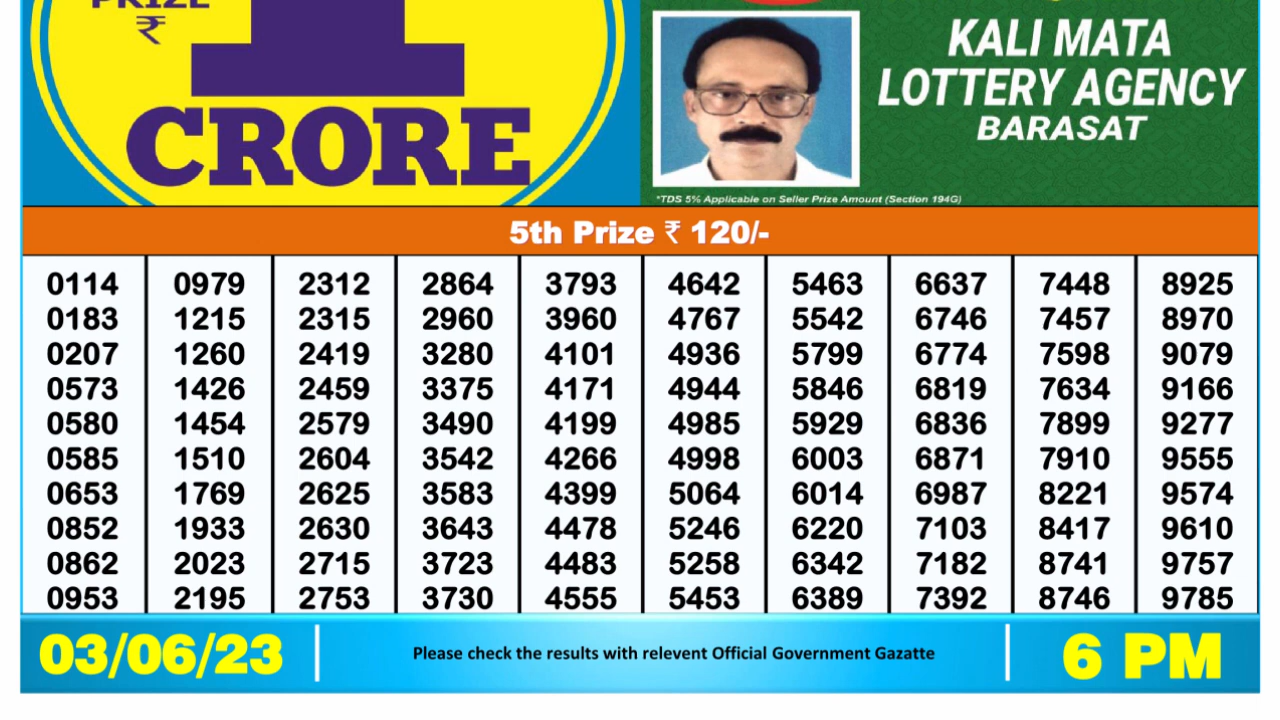 PRIZE
₹
1
CRORE
KALI MATA
LOTTERY AGENCY
BARASAT
*TDS 5% Applicable on Seller Prize Amount (Section 194G)
5th Prize ₹ 120/-
0114 0979 2312 2864 3793 4642 5463 6637 7448 8925
0183 1215 2315 2960 3960 4767 5542 6746 7457 8970
0207 1260 2419 3280 4101 4936 5799 6774 7598 9079
0573 1426 2459 3375 4171 4944 5846 6819 7634 9166
0580 1454 2579 3490 4199 4985 5929 6836 7899 9277
0585 1510 2604 3542 4266 4998 6003 6871 7910 9555
0653 1769 2625 3583 4399 5064 6014 6987 8221 9574
0852 1933 2630 3643 4478 5246 6220 7103 8417 9610
0862 2023 2715 3723 4483 5258 6342 7182 8741 9757
0953 2195 2753 3730 4555 5453 6389 7392 8746 9785
03/06/23
Please check the results with relevent Official Government Gazatte
6 PM